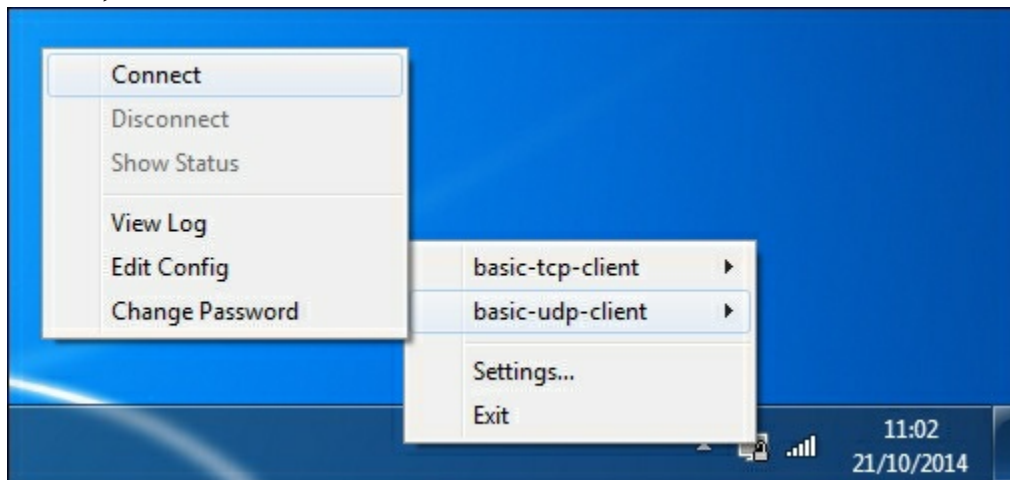 Connect
Disconnect
Show Status
View Log
Edit Config
Change Password
basic-tcp-client
basic-udp-client
Settings...
Exit
11:02
21/10/2014